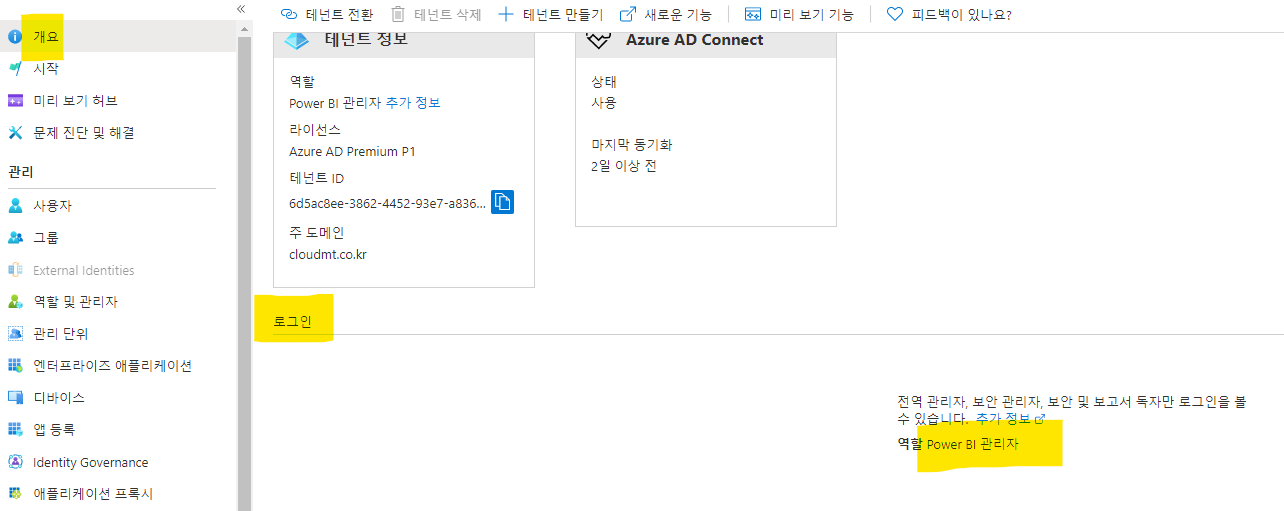 테넌트 전환
테넌트 삭제
테넌트 만들기
새로운 기능
미리 보기 기능
피드백이 있나요?
개요
시작
미리 보기 허브
문제 진단 및 해결
관리
사용자
그룹
External Identities
역할 및 관리자
관리 단위
엔터프라이즈 애플리케이션
디바이스
앱 등록
Identity Governance
애플리케이션 프록시
테넌트 정보
역할
Power BI 관리자 추가 정보
라이선스
Azure AD Premium P1
테넌트 ID
6d5ac8ee-3862-4452-93e7-a836...
주 도메인
cloudmt.co.kr
Azure AD Connect
상태
사용
마지막 동기화
2일 이상 전
로그인
전역 관리자, 보안 관리자, 보안 및 보고서 독자만 로그인을 볼
수 있습니다. 추가 정보
역할 Power BI 관리자